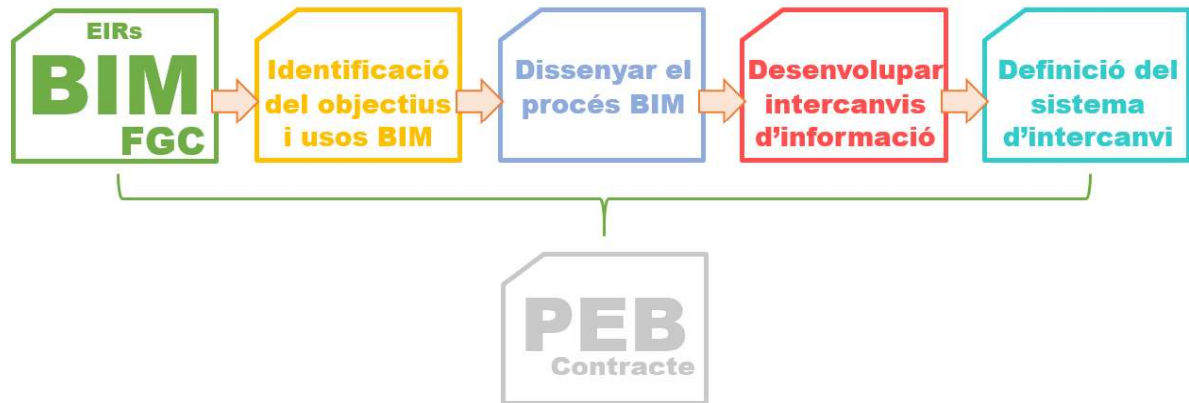 EIRs
BIM
FGC
Identificació
del objectius
i usos BIM
Dissenyar el
procés BIM
Desenvolupar
intercanvis
d'informació
Definició del
sistema
d'intercanvi
PEB
Contracte